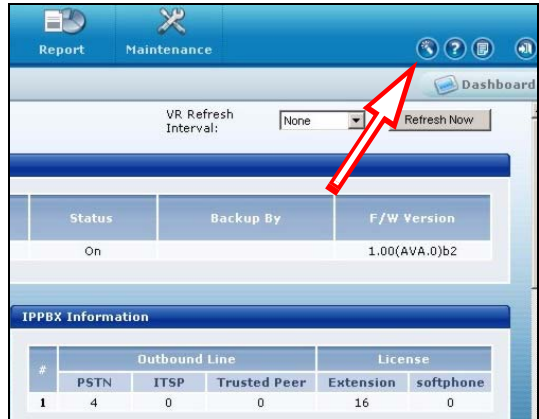 Report Maintenance
Dashboard
VR Refresh Interval: None Refresh Now
Status Backup By F/W Version
On 1.00(AVA.0)b2
IPPBX Information
# Outbound Line License
PSTN ITSP Trusted Peer Extension softphone
1 4 0 0 16 0